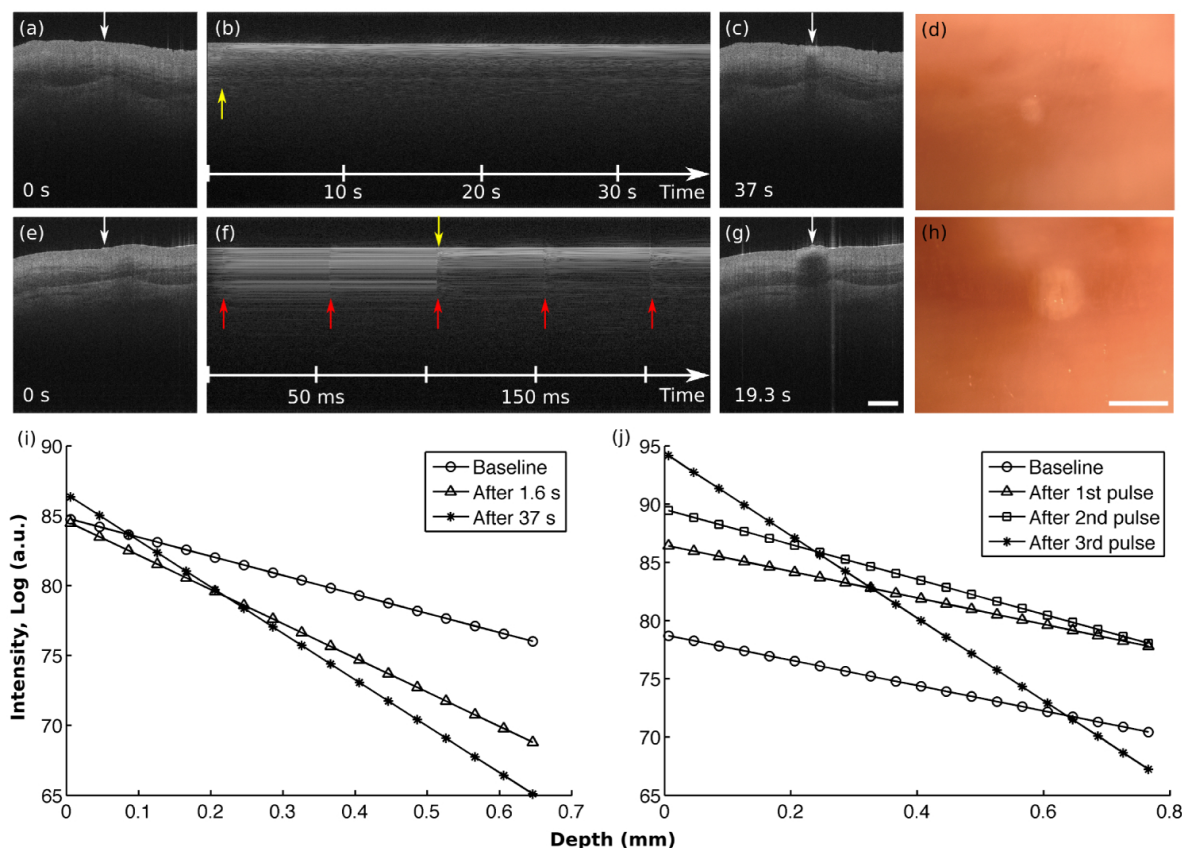 (a)
(b)
(c)
(d)
0 s
10 s
20 s
30 s
Time
37 s
(e)
(f)
(g)
(h)
0 s
50 ms
150 ms
Time
19.3 s
(i)
90
85
80
75
70
65
0
0.1
0.2
0.3
0.4
0.5
0.6
0.7
Baseline
After 1.6 s
After 37 s
Intensity, Log (a.u.)
(j)
95
90
85
80
75
70
65
0
0.2
0.4
0.6
0.8
Baseline
After 1st pulse
After 2nd pulse
After 3rd pulse
Depth (mm)